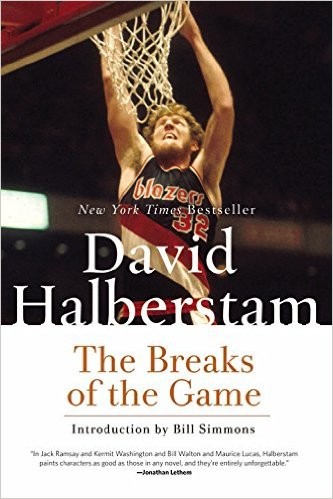 blazers
32
New York Times Bestseller
David
Halberstam
The Breaks
of the Game
Introduction by Bill Simmons
"In Jack Ramsay and Kermit Washington and Bill Walton and Maurice Lucas, Halberstam
paints characters as good as those in any novel, and they're entirely unforgettable."
—Jonathan Lethem